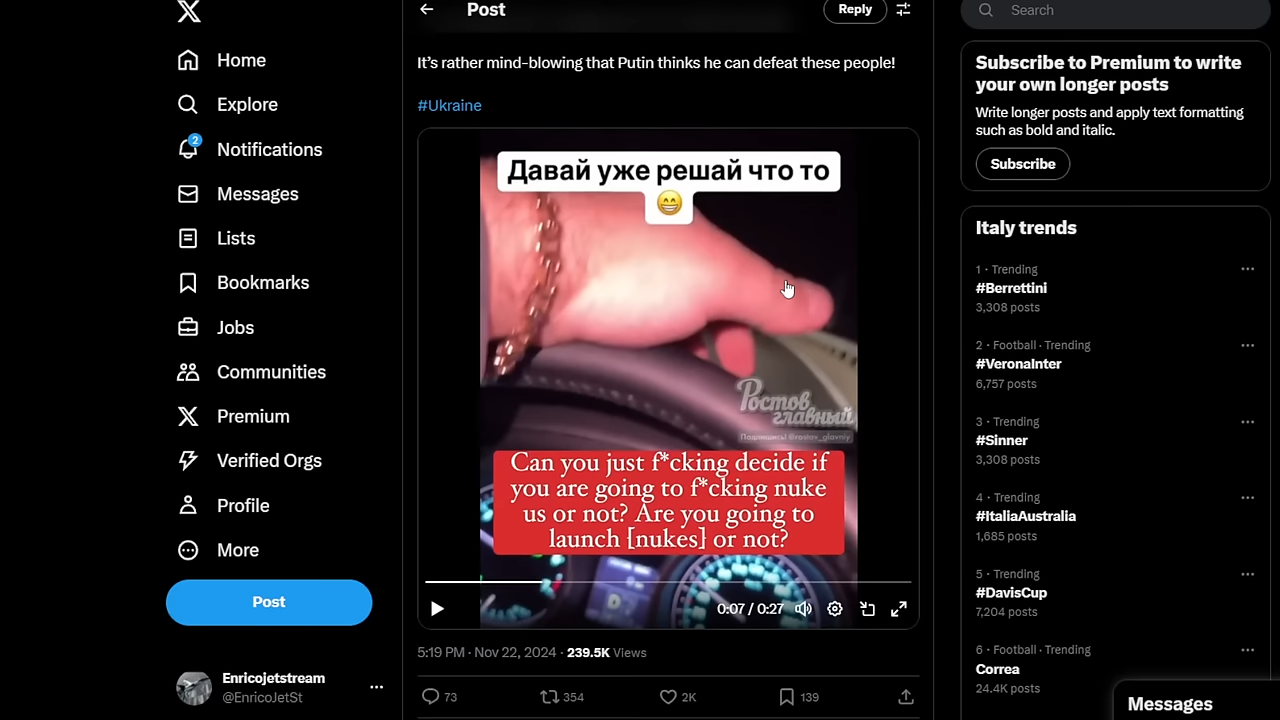 Home
Explore
2
Notifications
Messages
Lists
Bookmarks
Jobs
Communities
Premium
Verified Orgs
Profile
More
Post
Enricojetstream
@EnricoJetSt
Post
Reply
It's rather mind-blowing that Putin thinks he can defeat these people!
#Ukraine
Давай уже решай что то
😁
Ростов
главный
Подпишись! @rostov_glavniy
Can you just f*cking decide if
you are going to f*cking nuke
us or not? Are you going to
launch [nukes] or not?
0:07 / 0:27
5:19 PM · Nov 22, 2024 · 239.5K Views
73
354
2K
139
Search
Subscribe to Premium to write
your own longer posts
Write longer posts and apply text formatting
such as bold and italic.
Subscribe
Italy trends
1 · Trending
#Berrettini
3,308 posts
2 · Football · Trending
#VeronaInter
6,757 posts
3 · Trending
#Sinner
3,308 posts
4 · Trending
#ItaliaAustralia
1,685 posts
5 · Trending
#DavisCup
7,204 posts
6 · Football · Trending
Correa
24.4K posts
Messages